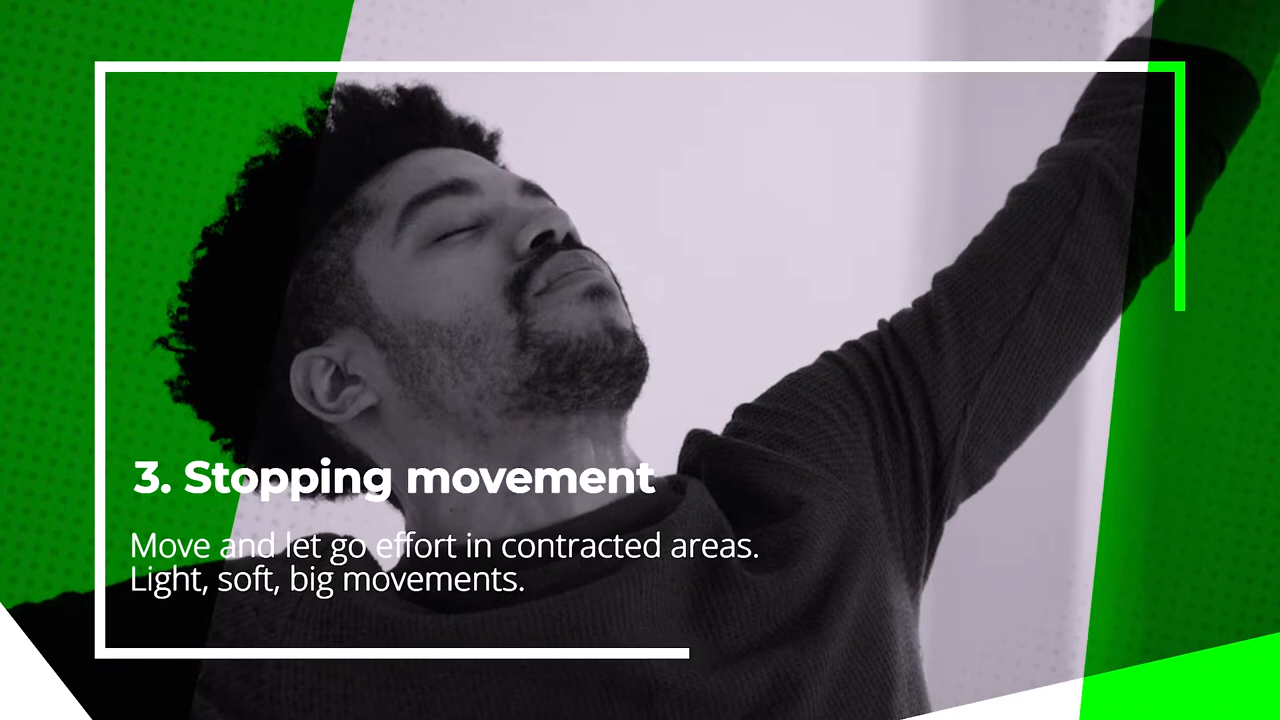 3. Stopping movement
Move and let go effort in contracted areas.
Light, soft, big movements.